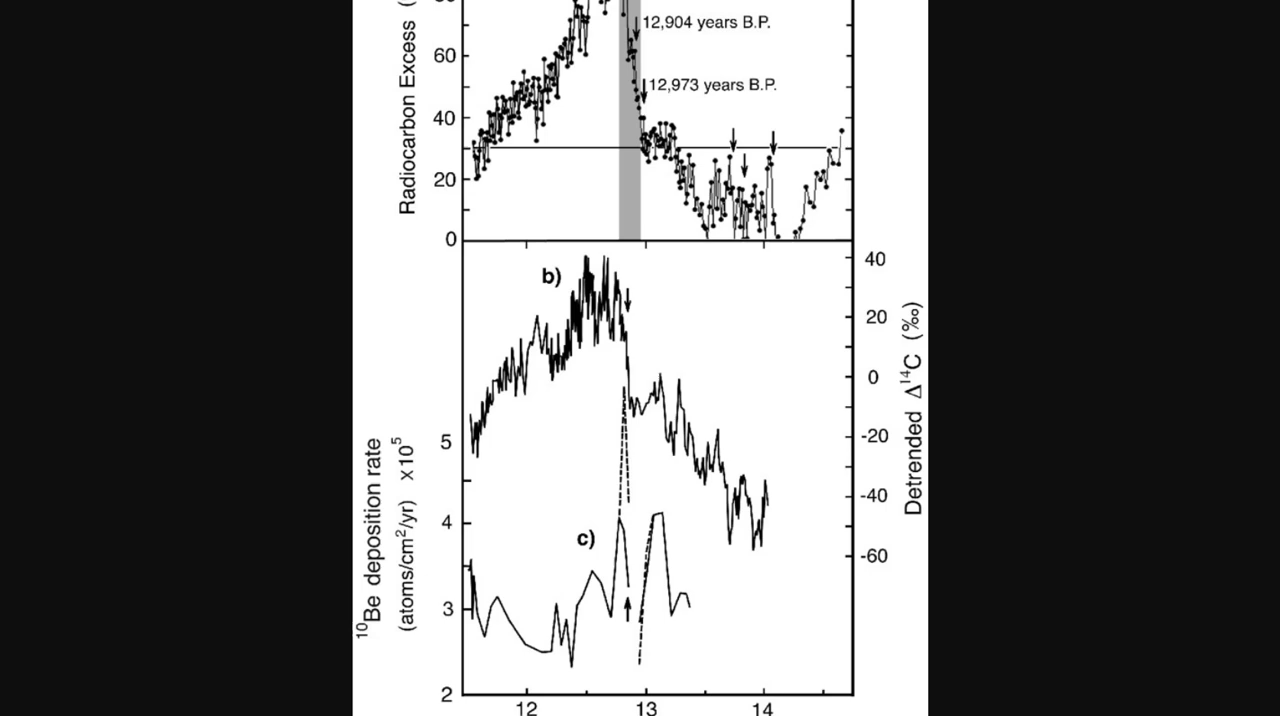 Radiocarbon Excess (
12,904 years B.P.
60
12,973 years B.P.
40
20
0
b)
40
20
0
-20
-40
-60
Detrended Δ¹⁴C (‰)
5
4
c)
3
2
¹⁰Be deposition rate
(atoms/cm²/yr) x10⁵
12 13 14